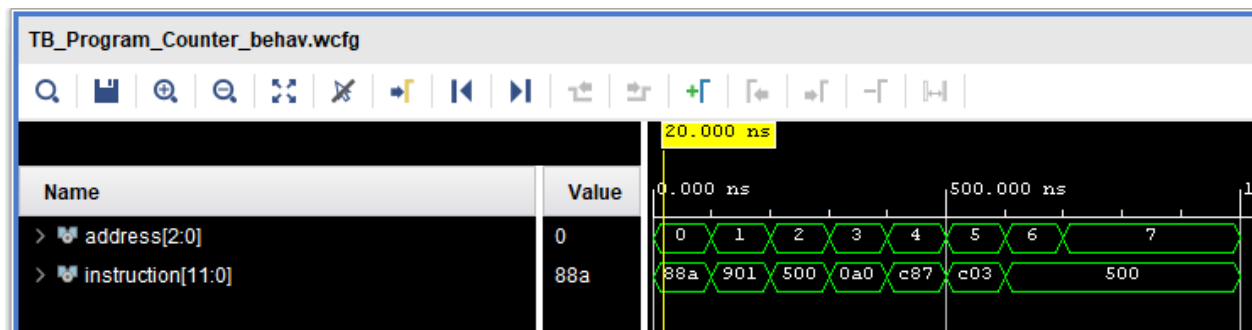 TB_Program_Counter_behav.wcfg
20.000 ns
Name Value 0.000 ns 500.000 ns
address[2:0] 0 0 1 2 3 4 5 6 7
instruction[11:0] 88a 88a 901 500 0a0 c87 c03 500